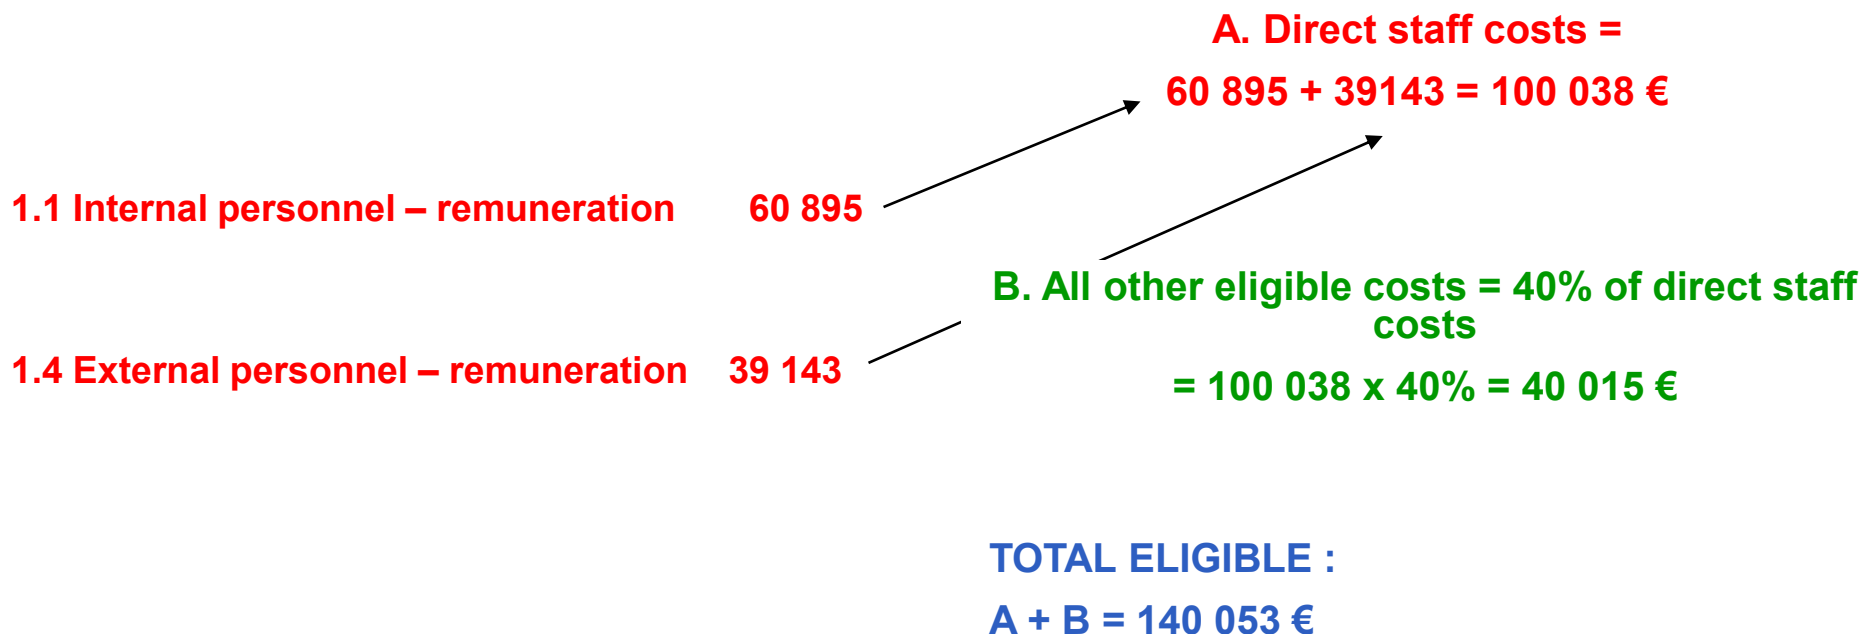 A. Direct staff costs =
60 895 + 39143 = 100 038 €
1.1 Internal personnel – remuneration 60 895
B. All other eligible costs = 40% of direct staff
costs
1.4 External personnel – remuneration 39 143
= 100 038 x 40% = 40 015 €
TOTAL ELIGIBLE :
A + B = 140 053 €